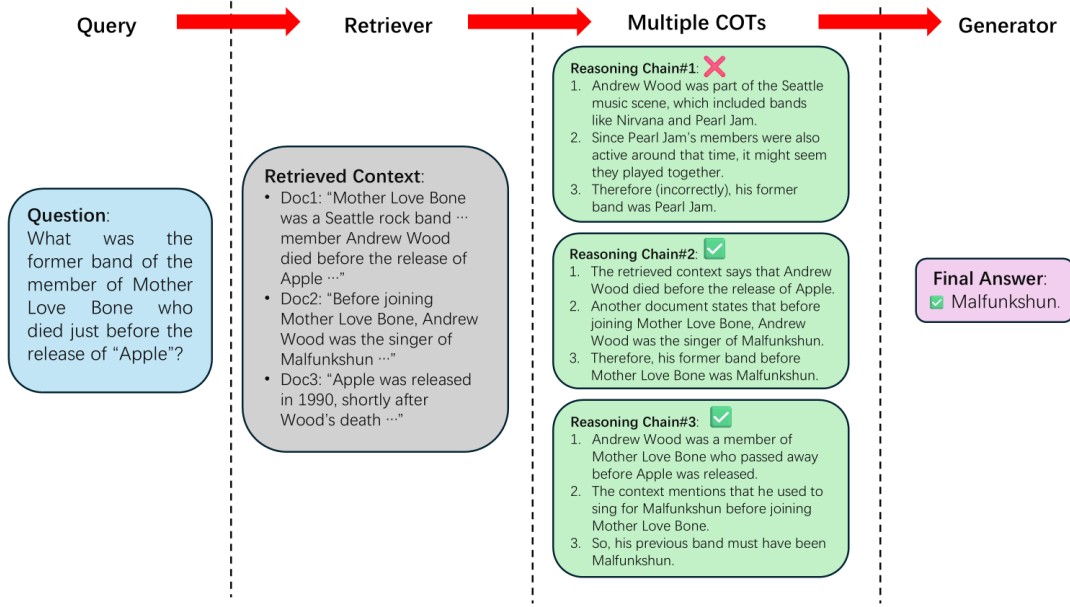 Query
Retriever
Multiple COTs
Generator
Question:
What was the
former band of the
member of Mother
Love Bone who
died just before the
release of “Apple”?
Retrieved Context:
• Doc1: “Mother Love Bone
was a Seattle rock band ···
member Andrew Wood
died before the release of
Apple ···”
• Doc2: “Before joining
Mother Love Bone, Andrew
Wood was the singer of
Malfunkshun ···”
• Doc3: “Apple was released
in 1990, shortly after
Wood’s death ···”
Reasoning Chain#1: ❌
1. Andrew Wood was part of the Seattle
music scene, which included bands
like Nirvana and Pearl Jam.
2. Since Pearl Jam’s members were also
active around that time, it might seem
they played together.
3. Therefore (incorrectly), his former
band was Pearl Jam.
Reasoning Chain#2: ✅
1. The retrieved context says that Andrew
Wood died before the release of Apple.
2. Another document states that before
joining Mother Love Bone, Andrew
Wood was the singer of Malfunkshun.
3. Therefore, his former band before
Mother Love Bone was Malfunkshun.
Reasoning Chain#3: ✅
1. Andrew Wood was a member of
Mother Love Bone who passed away
before Apple was released.
2. The context mentions that he used to
sing for Malfunkshun before joining
Mother Love Bone.
3. So, his previous band must have been
Malfunkshun.
Final Answer:
✅ Malfunkshun.